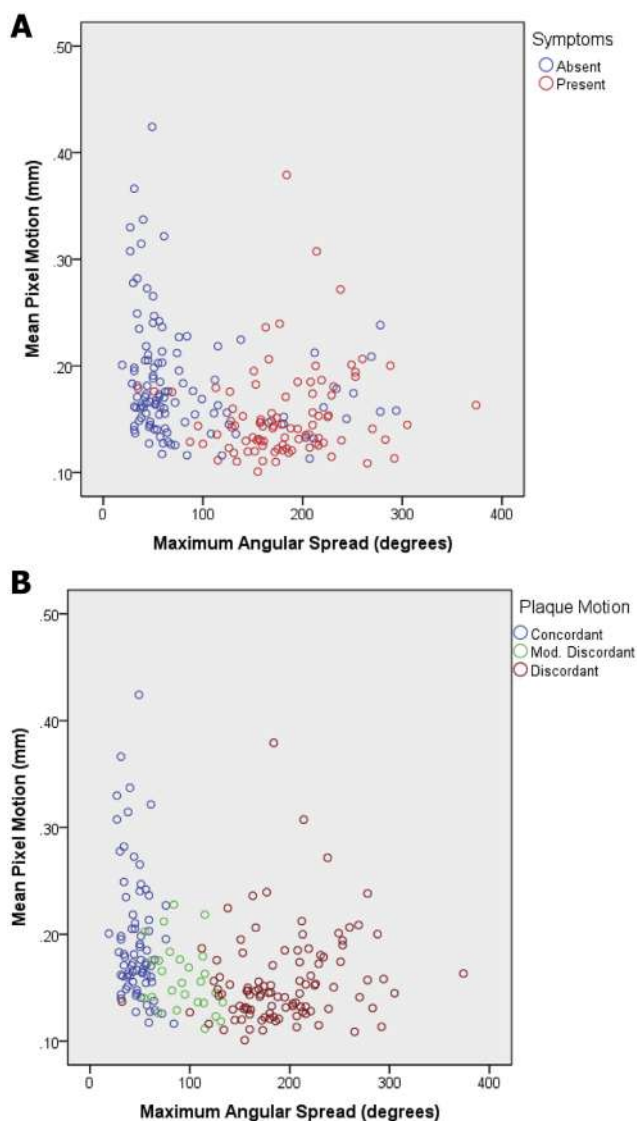 A
Symptoms
Absent
Present
.50
.40
.30
.20
.10
Mean Pixel Motion (mm)
0 100 200 300 400
Maximum Angular Spread (degrees)
B
Plaque Motion
Concordant
Mod. Discordant
Discordant
.50
.40
.30
.20
.10
Mean Pixel Motion (mm)
0 100 200 300 400
Maximum Angular Spread (degrees)